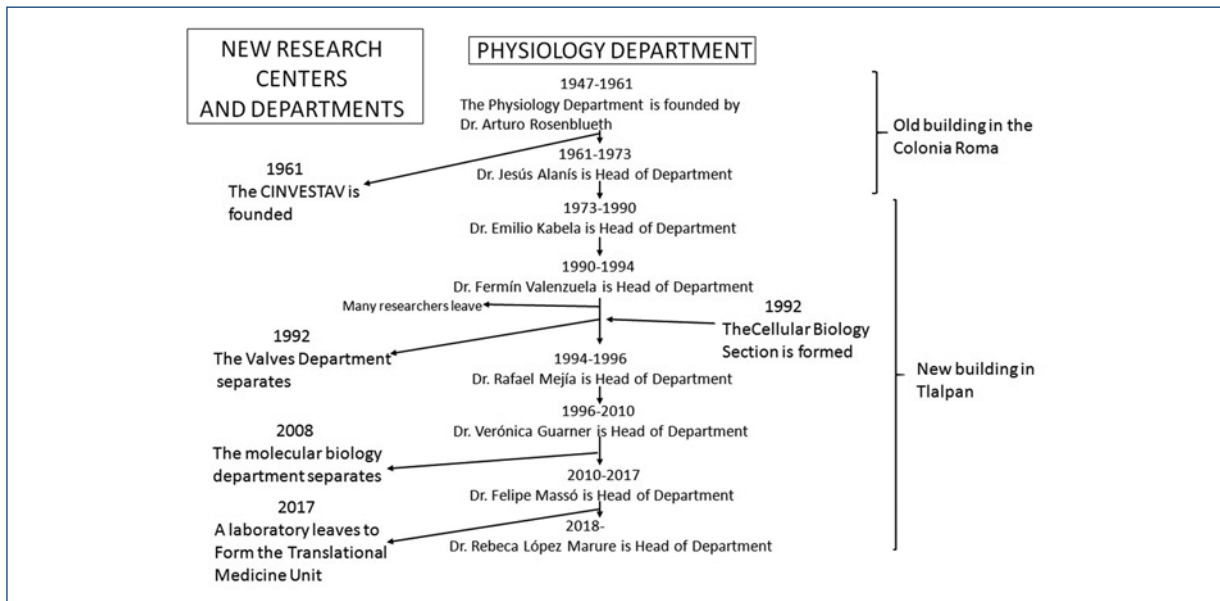 NEW RESEARCH
CENTERS
AND DEPARTMENTS
PHYSIOLOGY DEPARTMENT
1947-1961
The Physiology Department is founded by
Dr. Arturo Rosenblueth
Old building in the
Colonia Roma
1961
The CINVESTAV is
founded
1961-1973
Dr. Jesús Alanís is Head of Department
1973-1990
Dr. Emilio Kabela is Head of Department
1990-1994
Dr. Fermín Valenzuela is Head of Department
Many researchers leave
1992
TheCellular Biology
Section is formed
1992
The Valves Department
separates
1994-1996
Dr. Rafael Mejía is Head of Department
New building in
Tlalpan
1996-2010
Dr. Verónica Guarner is Head of Department
2008
The molecular biology
department separates
2010-2017
Dr. Felipe Massó is Head of Department
2017
A laboratory leaves to
Form the Translational
Medicine Unit
2018-
Dr. Rebeca López Marure is Head of Department